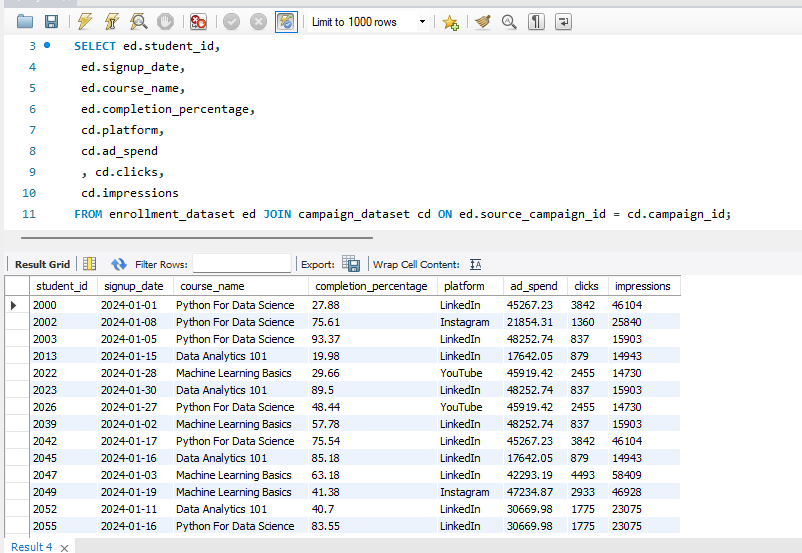 Limit to 1000 rows
3 SELECT ed.student_id,
4 ed.signup_date,
5 ed.course_name,
6 ed.completion_percentage,
7 cd.platform,
8 cd.ad_spend
9 , cd.clicks,
10 cd.impressions
11 FROM enrollment_dataset ed JOIN campaign_dataset cd ON ed.source_campaign_id = cd.campaign_id;
Result Grid Filter Rows: Export: Wrap Cell Content: IA
student_id signup_date course_name completion_percentage platform ad_spend clicks impressions
2000 2024-01-01 Python For Data Science 27.88 LinkedIn 45267.23 3842 46104
2002 2024-01-08 Python For Data Science 75.61 Instagram 21854.31 1360 25840
2003 2024-01-05 Python For Data Science 93.37 LinkedIn 48252.74 837 15903
2013 2024-01-15 Data Analytics 101 19.98 LinkedIn 17642.05 879 14943
2022 2024-01-28 Machine Learning Basics 29.66 YouTube 45919.42 2455 14730
2023 2024-01-30 Data Analytics 101 89.5 LinkedIn 48252.74 837 15903
2026 2024-01-27 Python For Data Science 48.44 YouTube 45919.42 2455 14730
2039 2024-01-02 Machine Learning Basics 57.78 LinkedIn 48252.74 837 15903
2042 2024-01-17 Python For Data Science 75.54 LinkedIn 45267.23 3842 46104
2045 2024-01-16 Data Analytics 101 85.18 LinkedIn 17642.05 879 14943
2047 2024-01-03 Machine Learning Basics 63.18 LinkedIn 42293.19 4493 58409
2049 2024-01-19 Machine Learning Basics 41.38 Instagram 47234.87 2933 46928
2052 2024-01-11 Data Analytics 101 40.7 LinkedIn 30669.98 1775 23075
2055 2024-01-16 Python For Data Science 83.55 LinkedIn 30669.98 1775 23075
Result 4